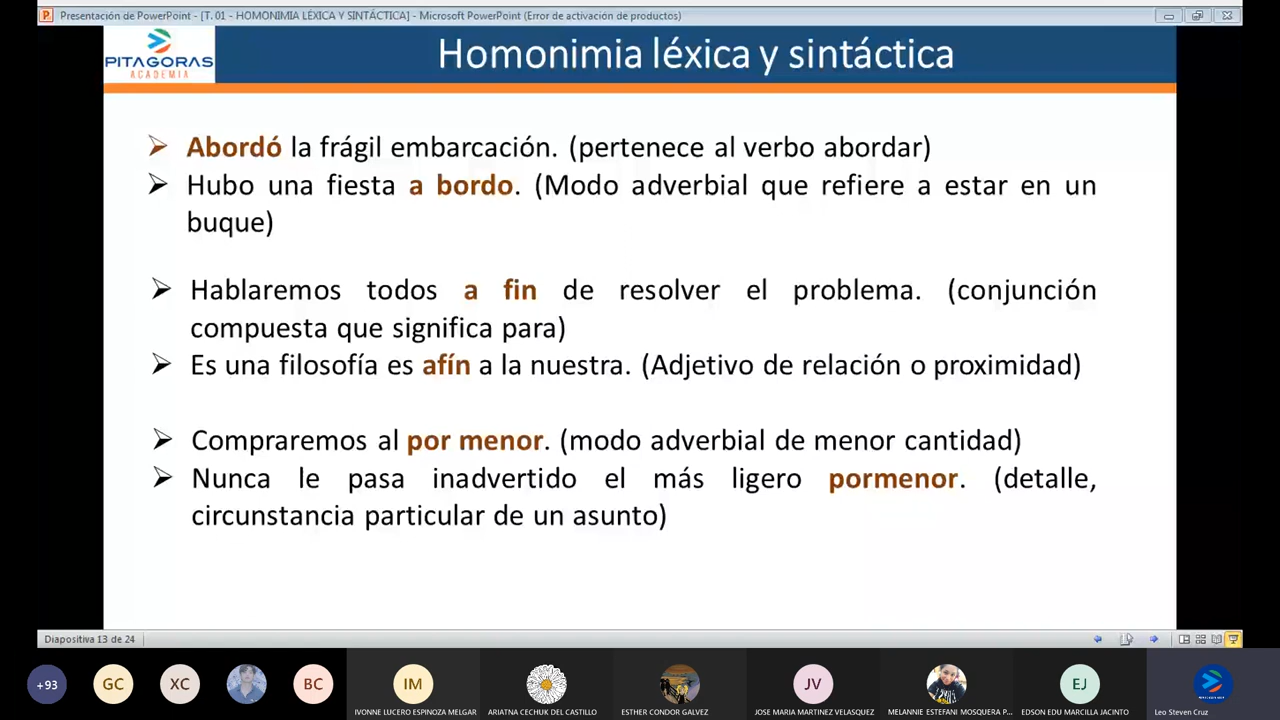 Presentación de PowerPoint - [T. 01 - HOMONIMIA LÉXICA Y SINTÁCTICA] - Microsoft PowerPoint (Error de activación de productos)
PITAGORAS
ACADEMIA
Homonimia léxica y sintáctica
Abordó la frágil embarcación. (pertenece al verbo abordar)
Hubo una fiesta a bordo. (Modo adverbial que refiere a estar en un
buque)
Hablaremos todos a fin de resolver el problema. (conjunción
compuesta que significa para)
Es una filosofía es afín a la nuestra. (Adjetivo de relación o proximidad)
Compraremos al por menor. (modo adverbial de menor cantidad)
Nunca le pasa inadvertido el más ligero pormenor. (detalle,
circunstancia particular de un asunto)
Diapositiva 13 de 24
+93 GC XC BC IM JV EJ
IVONNE LUCERO ESPINOZA MELGAR ARIATNA CECHUK DEL CASTILLO ESTHER CONDOR GALVEZ JOSE MARIA MARTINEZ VELASQUEZ MELANNIE ESTEFANI MOSQUERA P... EDSON EDU MARCILLA JACINTO Leo Steven Cruz